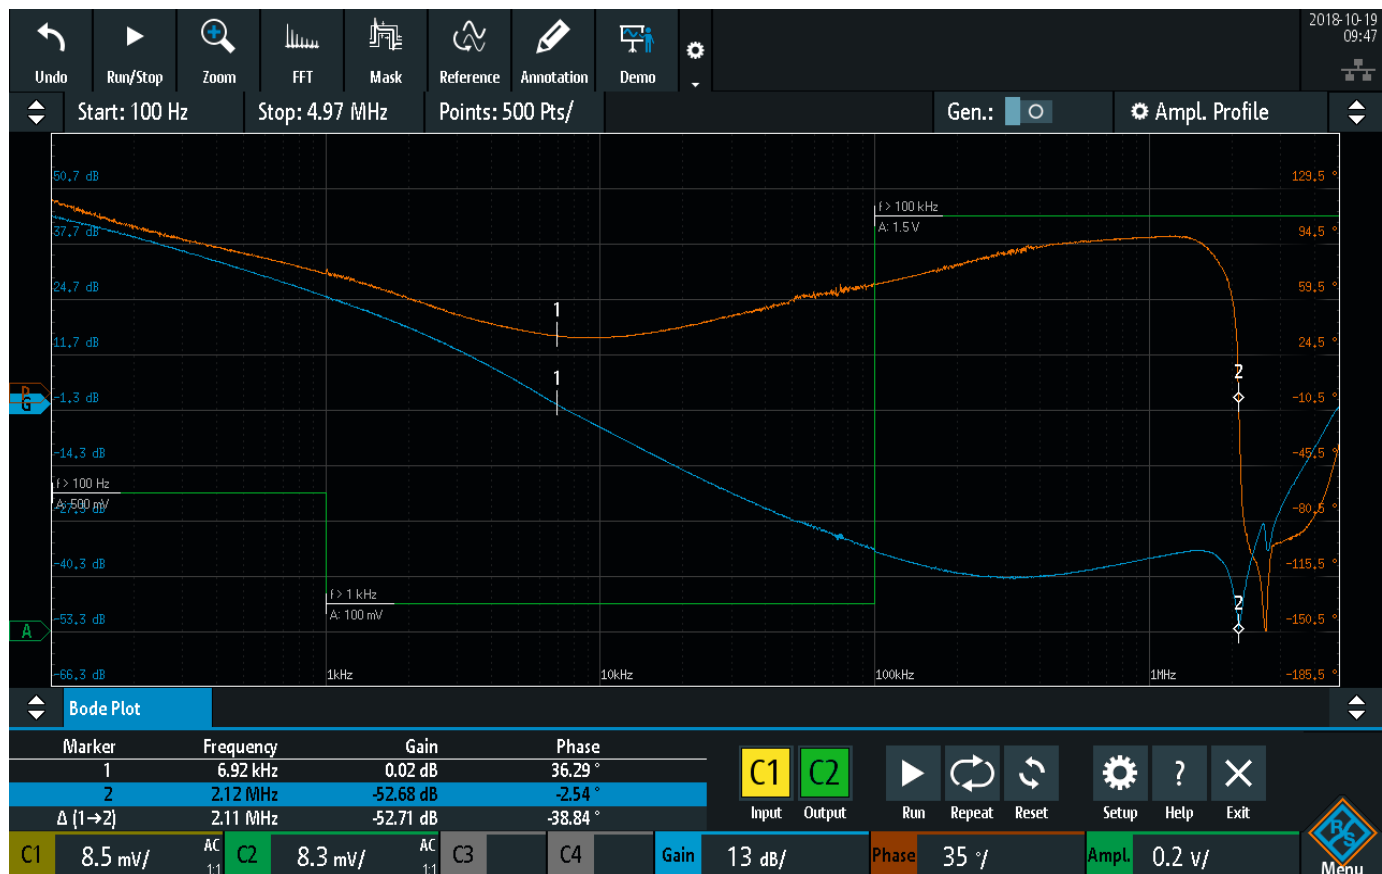 2018-10-19
09:47
Undo Run/Stop Zoom FFT Mask Reference Annotation Demo
Start: 100 Hz Stop: 4.97 MHz Points: 500 Pts/ Gen.: Ampl. Profile
50.7 dB 129.5 °
f > 100 kHz
A: 1.5 V
37.7 dB 94.5 °
24.7 dB 59.5 °
1
11.7 dB 24.5 °
1 2
G -1.3 dB -10.5 °
-14.3 dB -45.5 °
f > 100 Hz
A: 500 mV
-27.3 dB -80.5 °
-40.3 dB -115.5 °
f > 1 kHz 2
A: 100 mV
A -53.3 dB -150.5 °
-66.3 dB 1kHz 10kHz 100kHz 1MHz -185.5 °
Bode Plot
Marker Frequency Gain Phase
1 6.92 kHz 0.02 dB 36.29 °
2 2.12 MHz -52.68 dB -2.54 °
Δ (1→2) 2.11 MHz -52.71 dB -38.84 °
C1 C2
Input Output Run Repeat Reset Setup ? Help Exit
C1 8.5 mV/ AC 1:1 C2 8.3 mV/ AC 1:1 C3 C4 Gain 13 dB/ Phase 35 °/ Ampl. 0.2 V/ R&S Menu